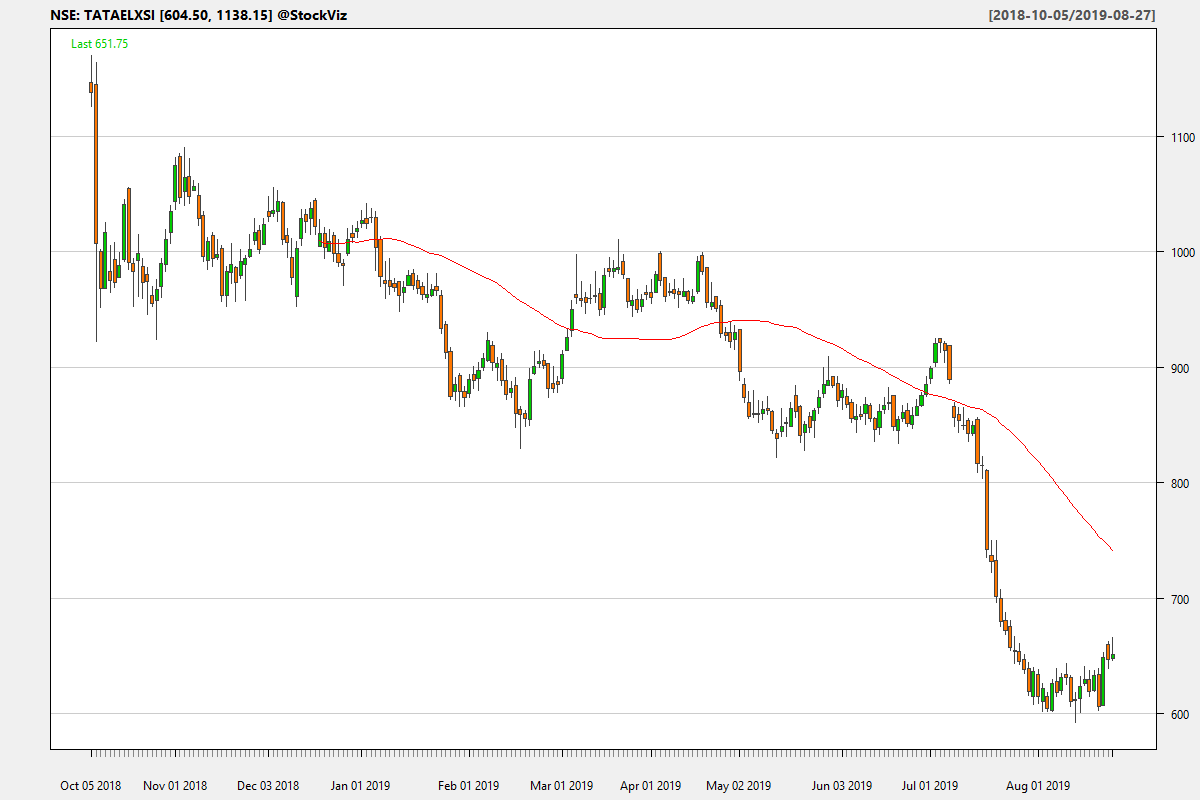 NSE: TATAELXSI [604.50, 1138.15] @StockViz
[2018-10-05/2019-08-27]
Last 651.75
1100
1000
900
800
700
600
Oct 05 2018 Nov 01 2018 Dec 03 2018 Jan 01 2019 Feb 01 2019 Mar 01 2019 Apr 01 2019 May 02 2019 Jun 03 2019 Jul 01 2019 Aug 01 2019